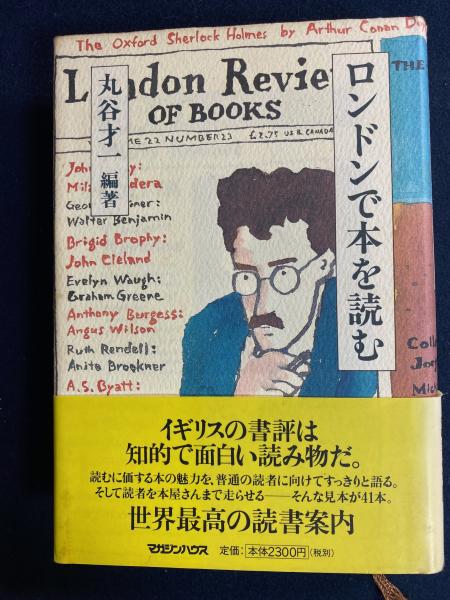 The Oxford Sherlock Holmes by Arthur Conan
London Review
OF BOOKS
NUMBER 23 £2.75 US & CANADA
THE
ロンドンで本を読む
丸谷才一 編著
Walter Benjamin
Brigid Brophy:
John Cleland
Evelyn Waugh:
Graham Greene
Anthony Burgess:
Angus Wilson
Ruth Rendell:
Anita Brookner
A.S. Byatt:
イギリスの書評は
知的で面白い読み物だ。
読むに価する本の魅力を、普通の読者に向けてすっきりと語る。
そして読者を本屋さんまで走らせる——そんな見本が41本。
世界最高の読書案内
マガジンハウス 定価:本体2300円(税別)